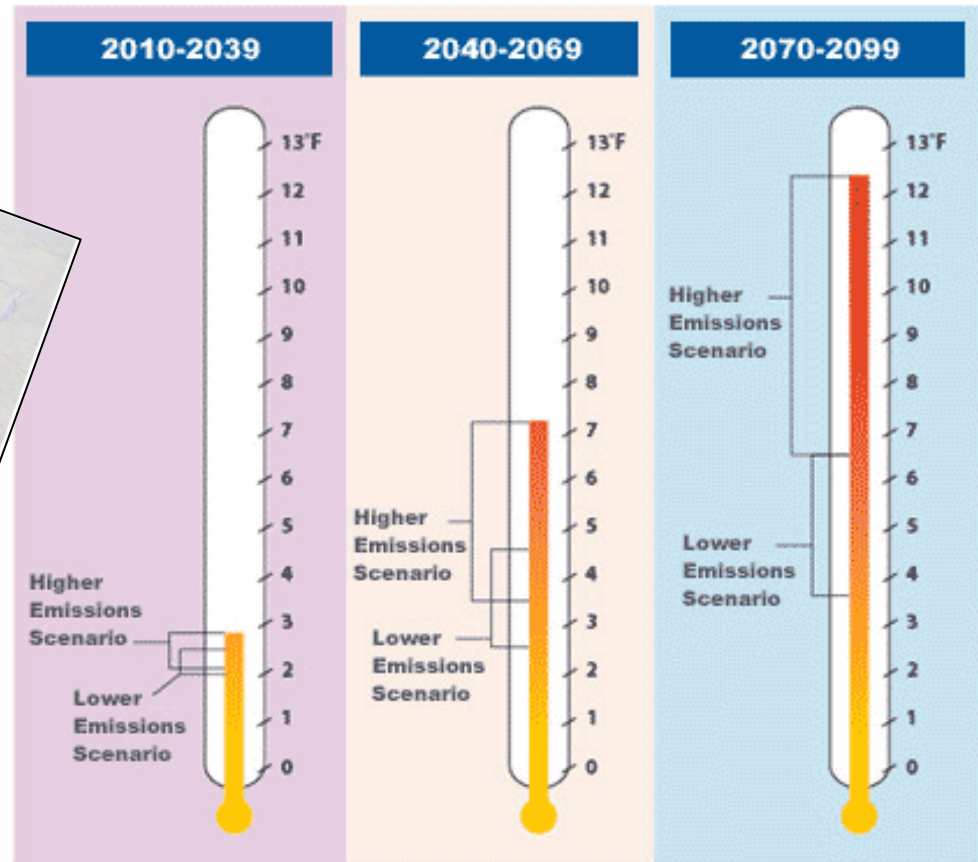 2010-2039
13°F
12
11
10
9
8
7
6
5
4
3
2
1
0
Higher
Emissions
Scenario
Lower
Emissions
Scenario
2040-2069
13°F
12
11
10
9
8
7
6
5
4
3
2
1
0
Higher
Emissions
Scenario
Lower
Emissions
Scenario
2070-2099
13°F
12
11
10
9
8
7
6
5
4
3
2
1
0
Higher
Emissions
Scenario
Lower
Emissions
Scenario